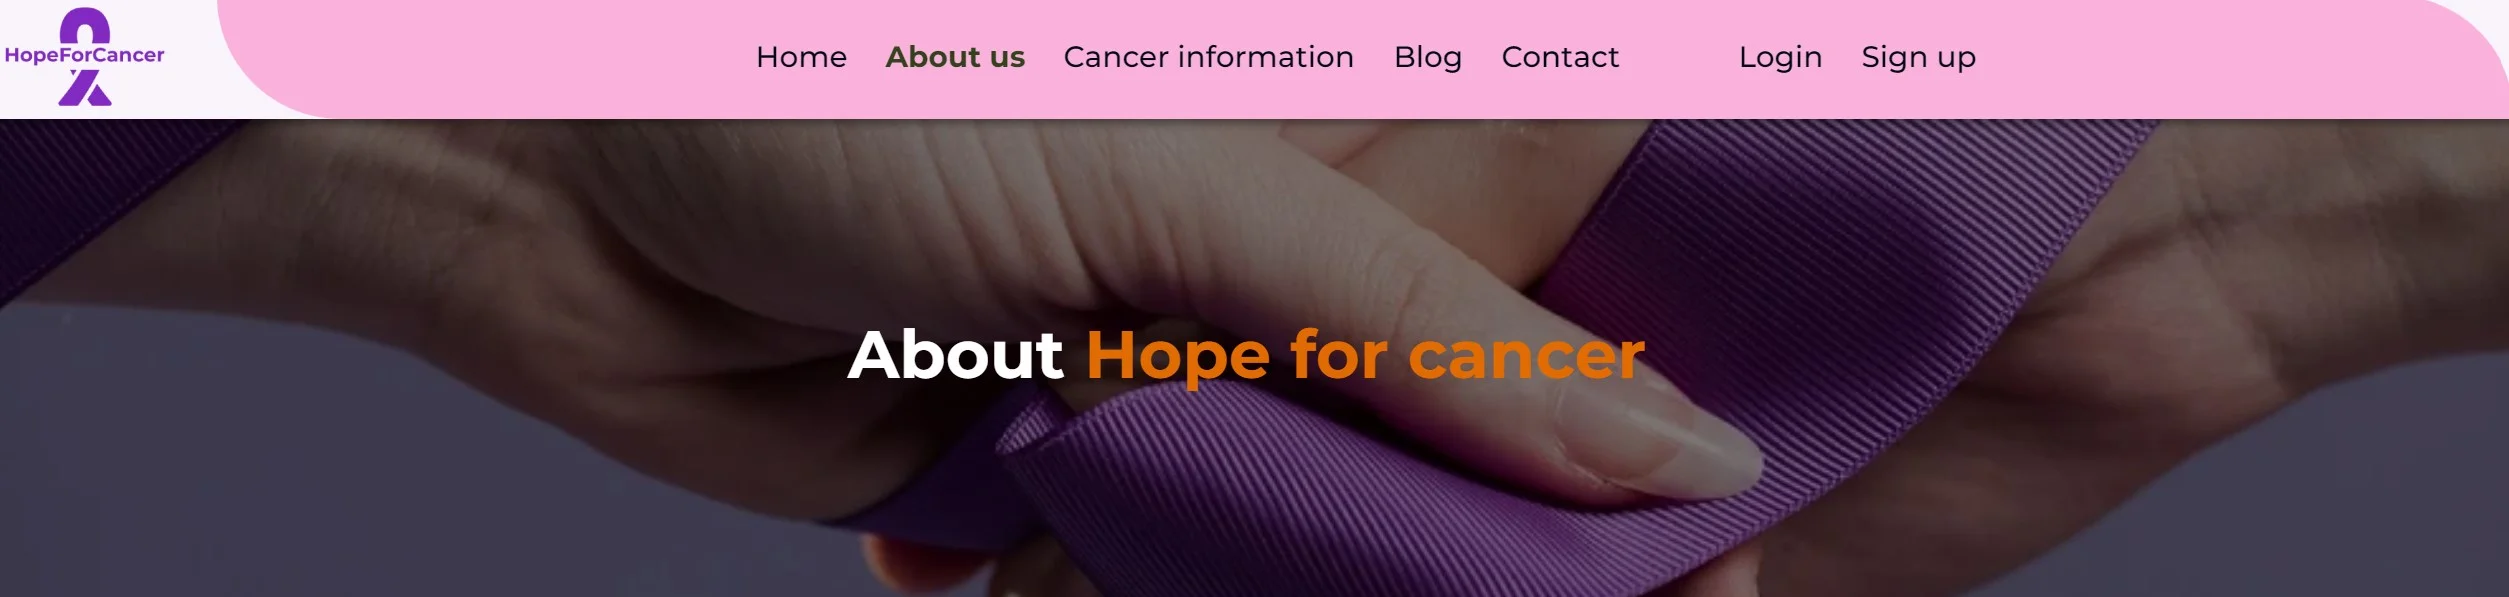 HopeForCancer
Home About us Cancer information Blog Contact Login Sign up
About Hope for cancer